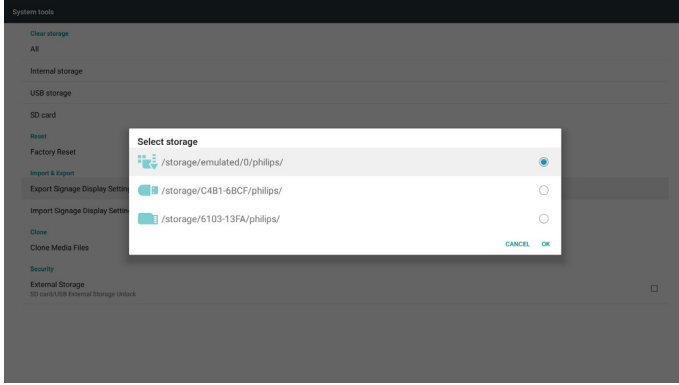 System tools
Clear storage
All
Internal storage
USB storage
SD card
Reset
Factory Reset
Import & Export
Export Signage Display Settin
Import Signage Display Settin
Clone
Clone Media Files
Security
External Storage
SD card/USB External Storage Unlock
Select storage
/storage/emulated/0/philips/
/storage/C4B1-6BCF/philips/
/storage/6103-13FA/philips/
CANCEL OK